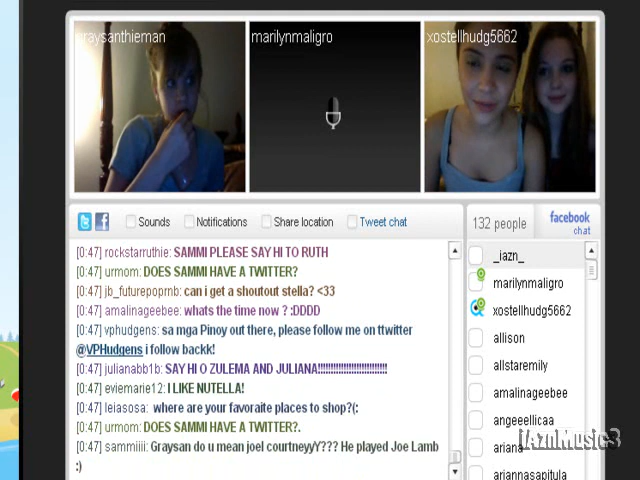 graysanthieman
marilynmaligro
xostellhudg5662
Sounds
Notifications
Share location
Tweet chat
132 people
facebook
chat
[0:47] rockstarruthie: SAMMI PLEASE SAY HI TO RUTH
[0:47] urmom: DOES SAMMI HAVE A TWITTER?
[0:47] jb_futurepoprnb: can i get a shoutout stella? <33
[0:47] amalinageebee: whats the time now ? :DDDD
[0:47] vphudgens: sa mga Pinoy out there, please follow me on ttwitter
@VPHudgens i follow backk!
[0:47] julianabb1b: SAY HI O ZULEMA AND JULIANA!!!!!!!!!!!!!!!!!!!!!!!!!!!
[0:47] eviemarie12: I LIKE NUTELLA!
[0:47] leiasosa: where are your favoraite places to shop?(:
[0:47] urmom: DOES SAMMI HAVE A TWITTER?.
[0:47] sammiiii: Graysan do u mean joel courtneyyY??? He played Joe Lamb
:)
_iazn_
marilynmaligro
xostellhudg5662
allison
allstaremily
amalinageebee
angeeellicaa
ariana
ariannasapitula
iAznMusic3